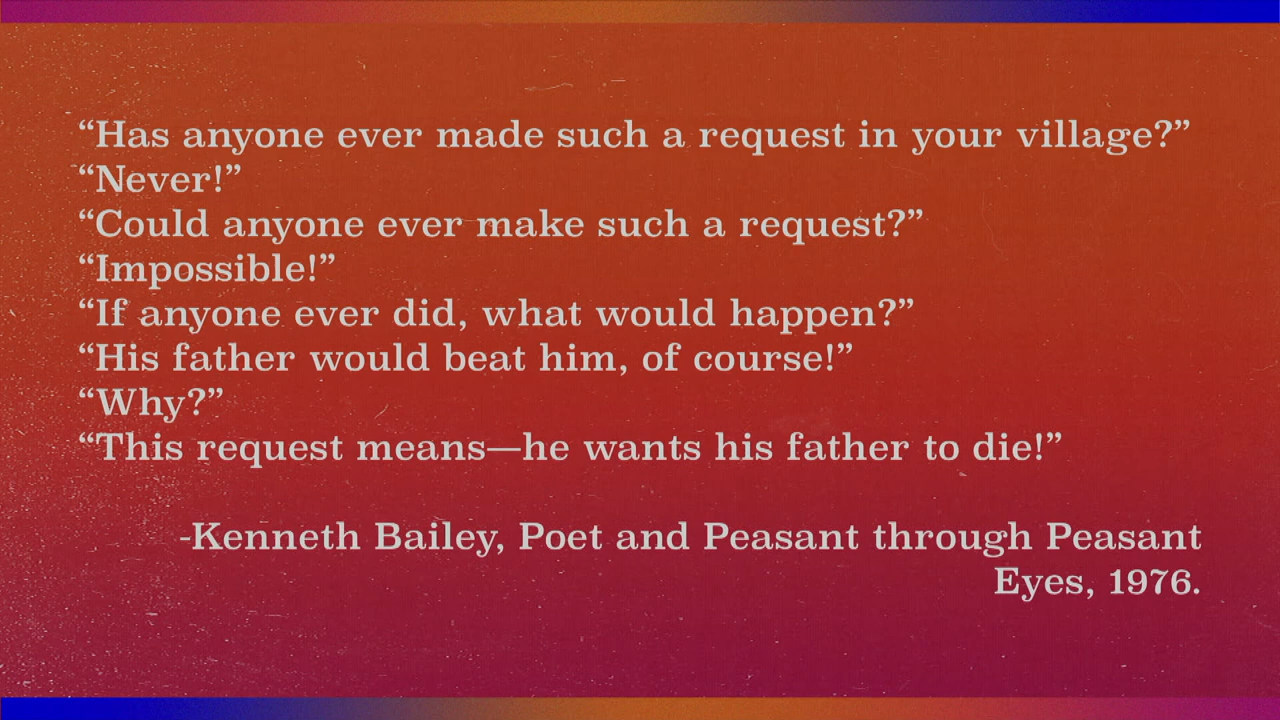 “Has anyone ever made such a request in your village?”
“Never!”
“Could anyone ever make such a request?”
“Impossible!”
“If anyone ever did, what would happen?”
“His father would beat him, of course!”
“Why?”
“This request means—he wants his father to die!”
-Kenneth Bailey, Poet and Peasant through Peasant
Eyes, 1976.